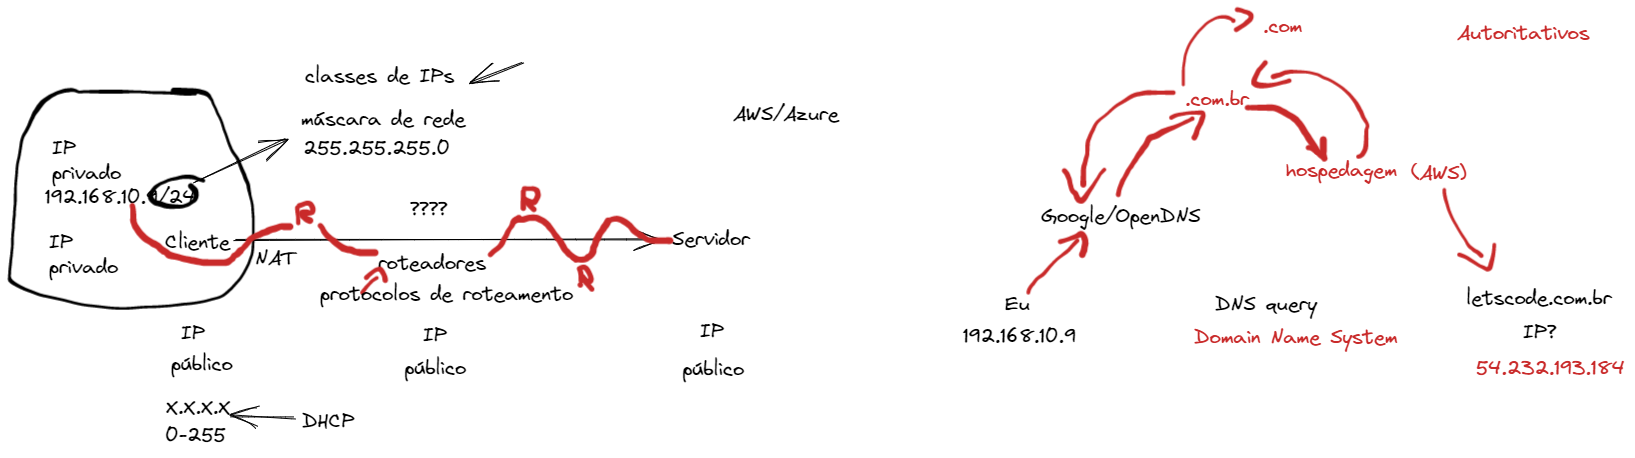 classes de IPs
máscara de rede
255.255.255.0
AWS/Azure
IP
privado
192.168.10.9/24
????
R
R
Cliente
Servidor
IP
privado
NAT
roteadores
R
protocolos de roteamento
IP
público
IP
público
IP
público
X.X.X.X
0-255
DHCP
.com
Autoritativos
.com.br
hospedagem (AWS)
Google/OpenDNS
Eu
192.168.10.9
DNS query
Domain Name System
letscode.com.br
IP?
54.232.193.184